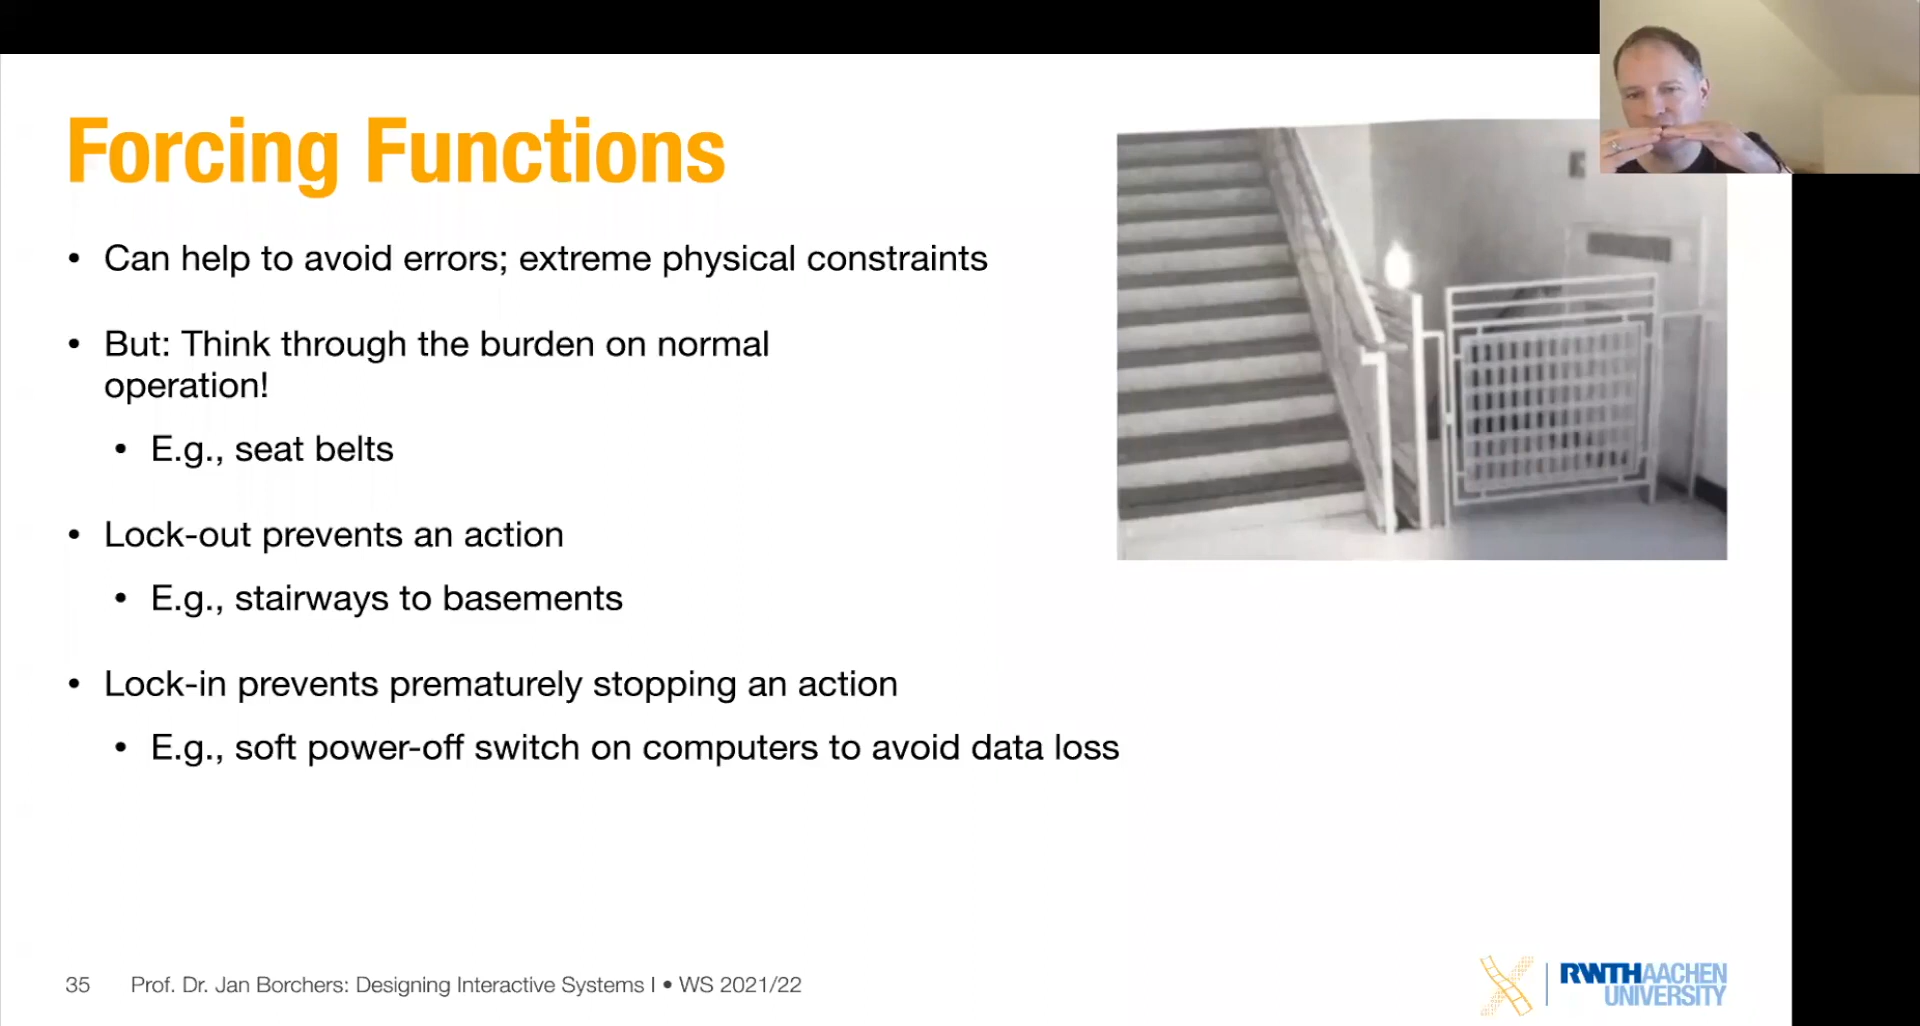 Forcing Functions
• Can help to avoid errors; extreme physical constraints
• But: Think through the burden on normal
operation!
• E.g., seat belts
• Lock-out prevents an action
• E.g., stairways to basements
• Lock-in prevents prematurely stopping an action
• E.g., soft power-off switch on computers to avoid data loss
35 Prof. Dr. Jan Borchers: Designing Interactive Systems I • WS 2021/22
RWTHAACHEN
UNIVERSITY